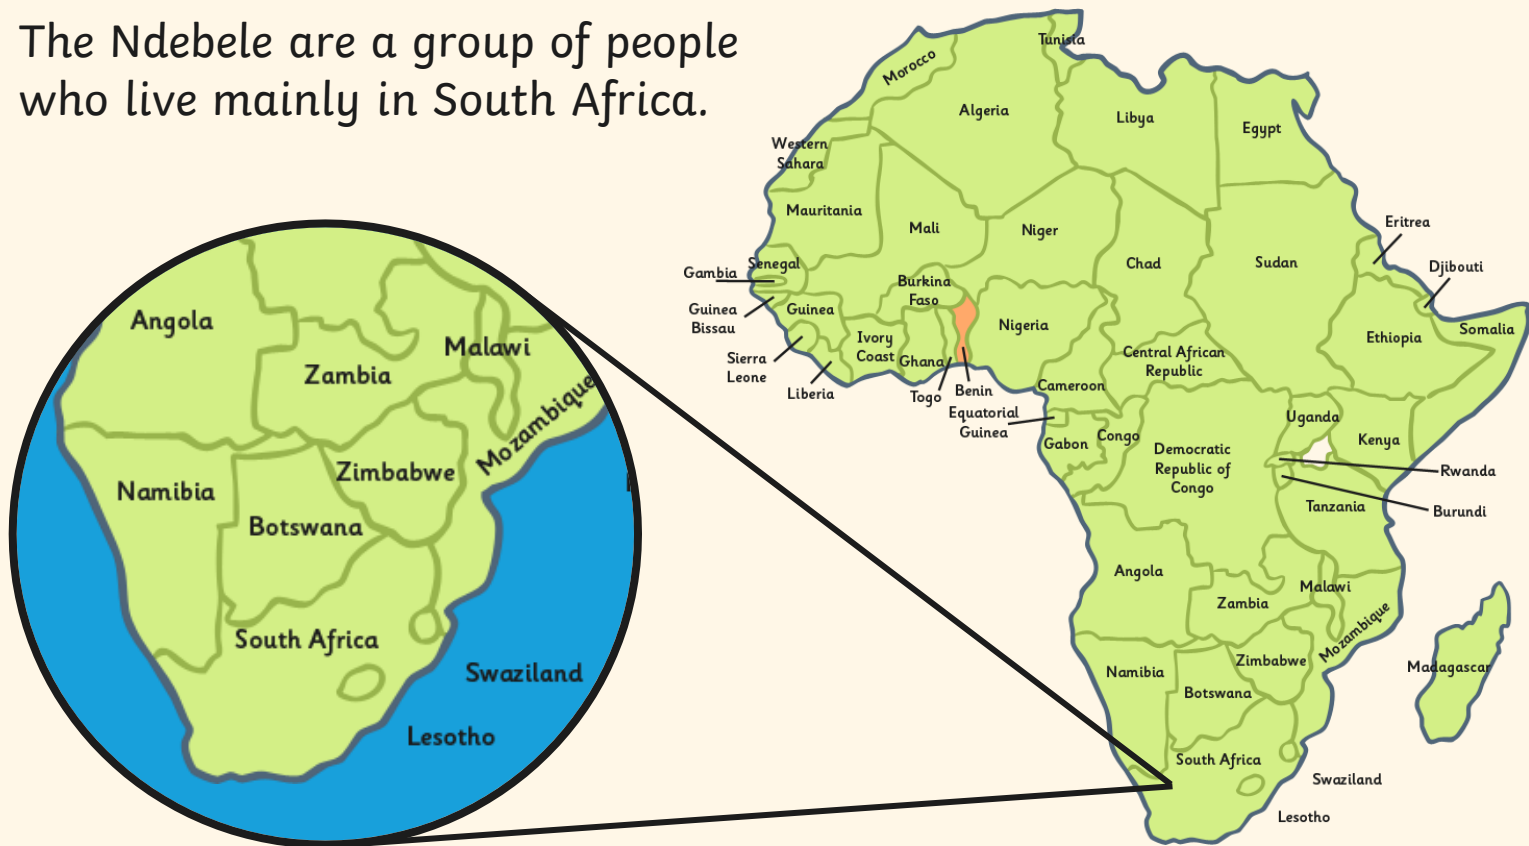 The Ndebele are a group of people
who live mainly in South Africa.
Angola
Zambia
Malawi
Mozambique
Zimbabwe
Namibia
Botswana
South Africa
Swaziland
Lesotho
Tunisia
Morocco
Algeria
Libya
Egypt
Western
Sahara
Mauritania
Mali
Niger
Chad
Sudan
Eritrea
Djibouti
Senegal
Gambia
Guinea
Bissau
Guinea
Burkina
Faso
Nigeria
Ethiopia
Somalia
Sierra
Leone
Liberia
Ivory
Coast
Ghana
Togo
Benin
Central African
Republic
Cameroon
Equatorial
Guinea
Gabon
Congo
Democratic
Republic of
Congo
Uganda
Kenya
Rwanda
Burundi
Tanzania
Angola
Zambia
Malawi
Mozambique
Zimbabwe
Namibia
Botswana
Madagascar
South Africa
Swaziland
Lesotho